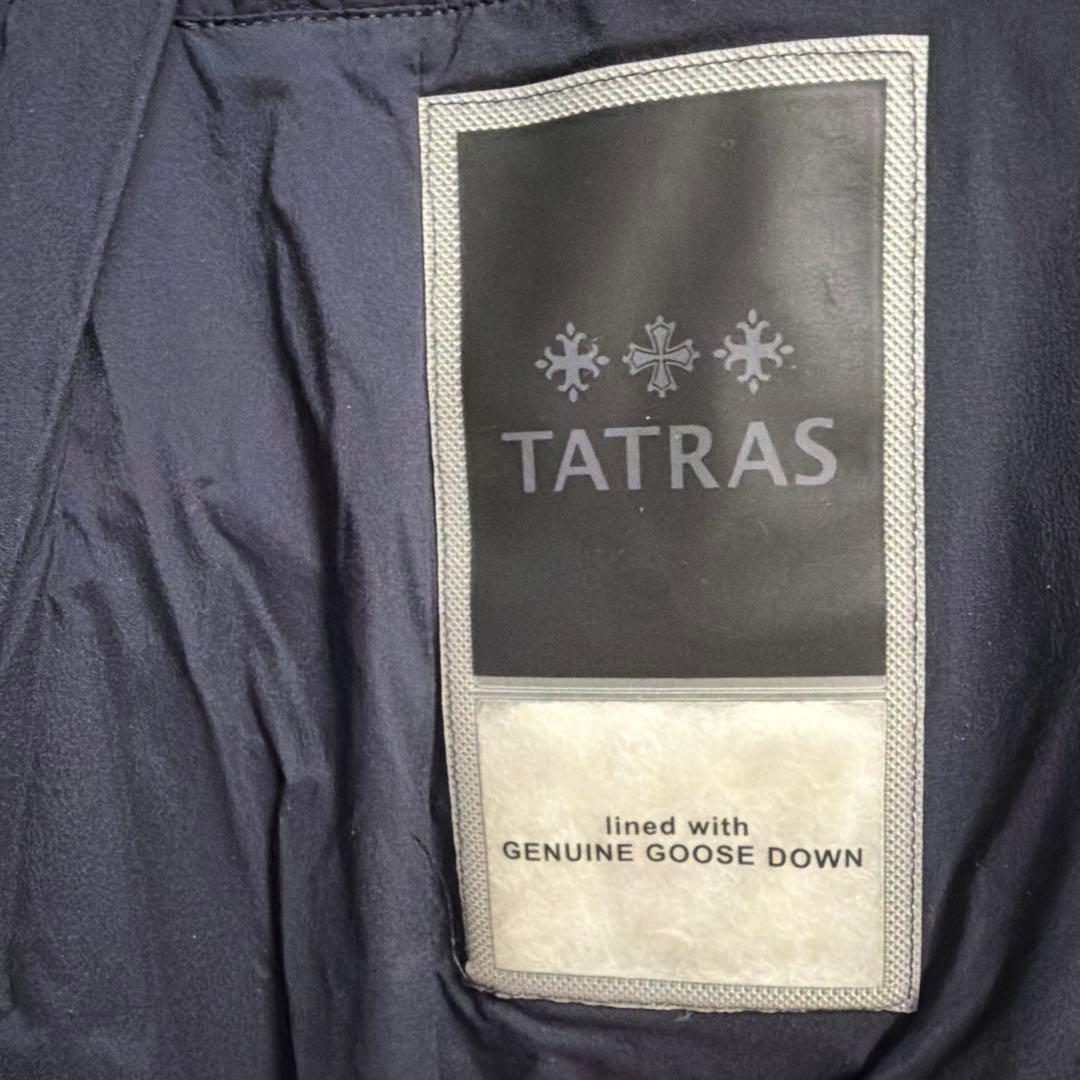 TATRAS
lined with
GENUINE GOOSE DOWN